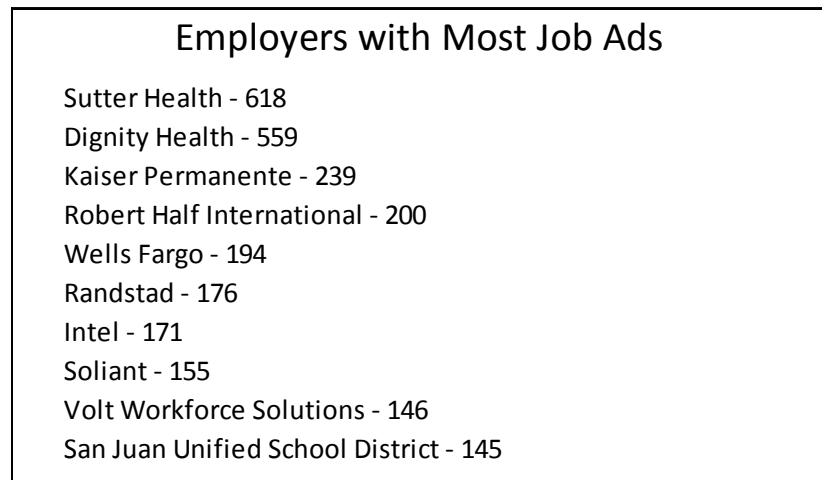 Employers with Most Job Ads
Sutter Health - 618
Dignity Health - 559
Kaiser Permanente - 239
Robert Half International - 200
Wells Fargo - 194
Randstad - 176
Intel - 171
Soliant - 155
Volt Workforce Solutions - 146
San Juan Unified School District - 145